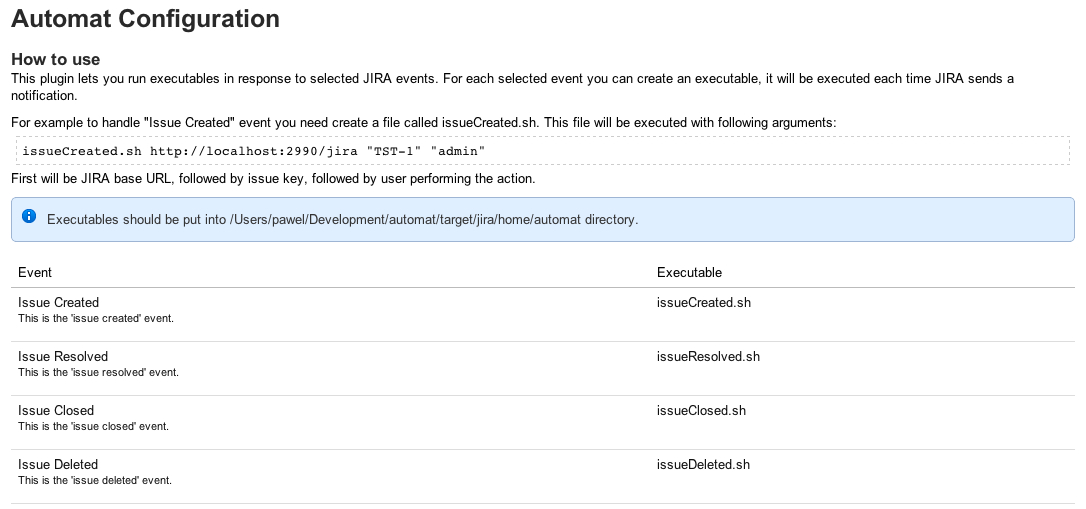 Automat Configuration
How to use
This plugin lets you run executables in response to selected JIRA events. For each selected event you can create an executable, it will be executed each time JIRA sends a
notification.
For example to handle "Issue Created" event you need create a file called issueCreated.sh. This file will be executed with following arguments:
issueCreated.sh http://localhost:2990/jira "TST-1" "admin"
First will be JIRA base URL, followed by issue key, followed by user performing the action.
Executables should be put into /Users/pawel/Development/automat/target/jira/home/automat directory.
Event Executable
Issue Created issueCreated.sh
This is the 'issue created' event.
Issue Resolved issueResolved.sh
This is the 'issue resolved' event.
Issue Closed issueClosed.sh
This is the 'issue closed' event.
Issue Deleted issueDeleted.sh
This is the 'issue deleted' event.